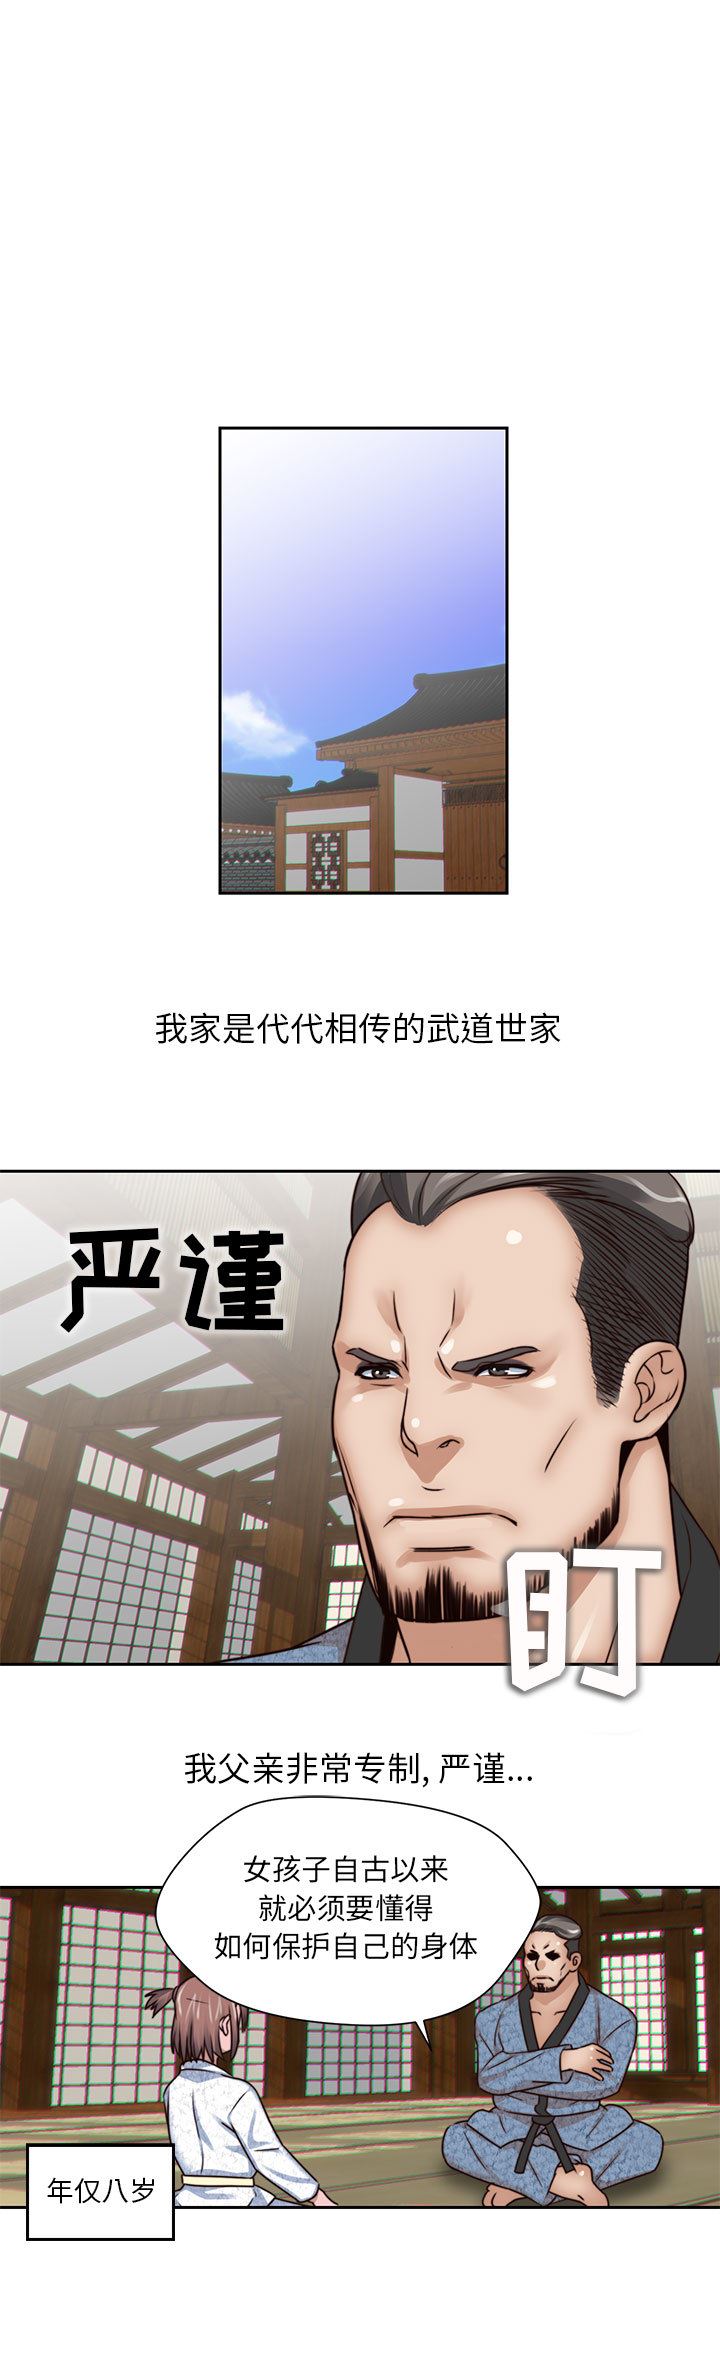 我家是代代相传的武道世家
严谨
盯
我父亲非常专制,严谨...
女孩子自古以来
就必须要懂得
如何保护自己的身体
年仅八岁